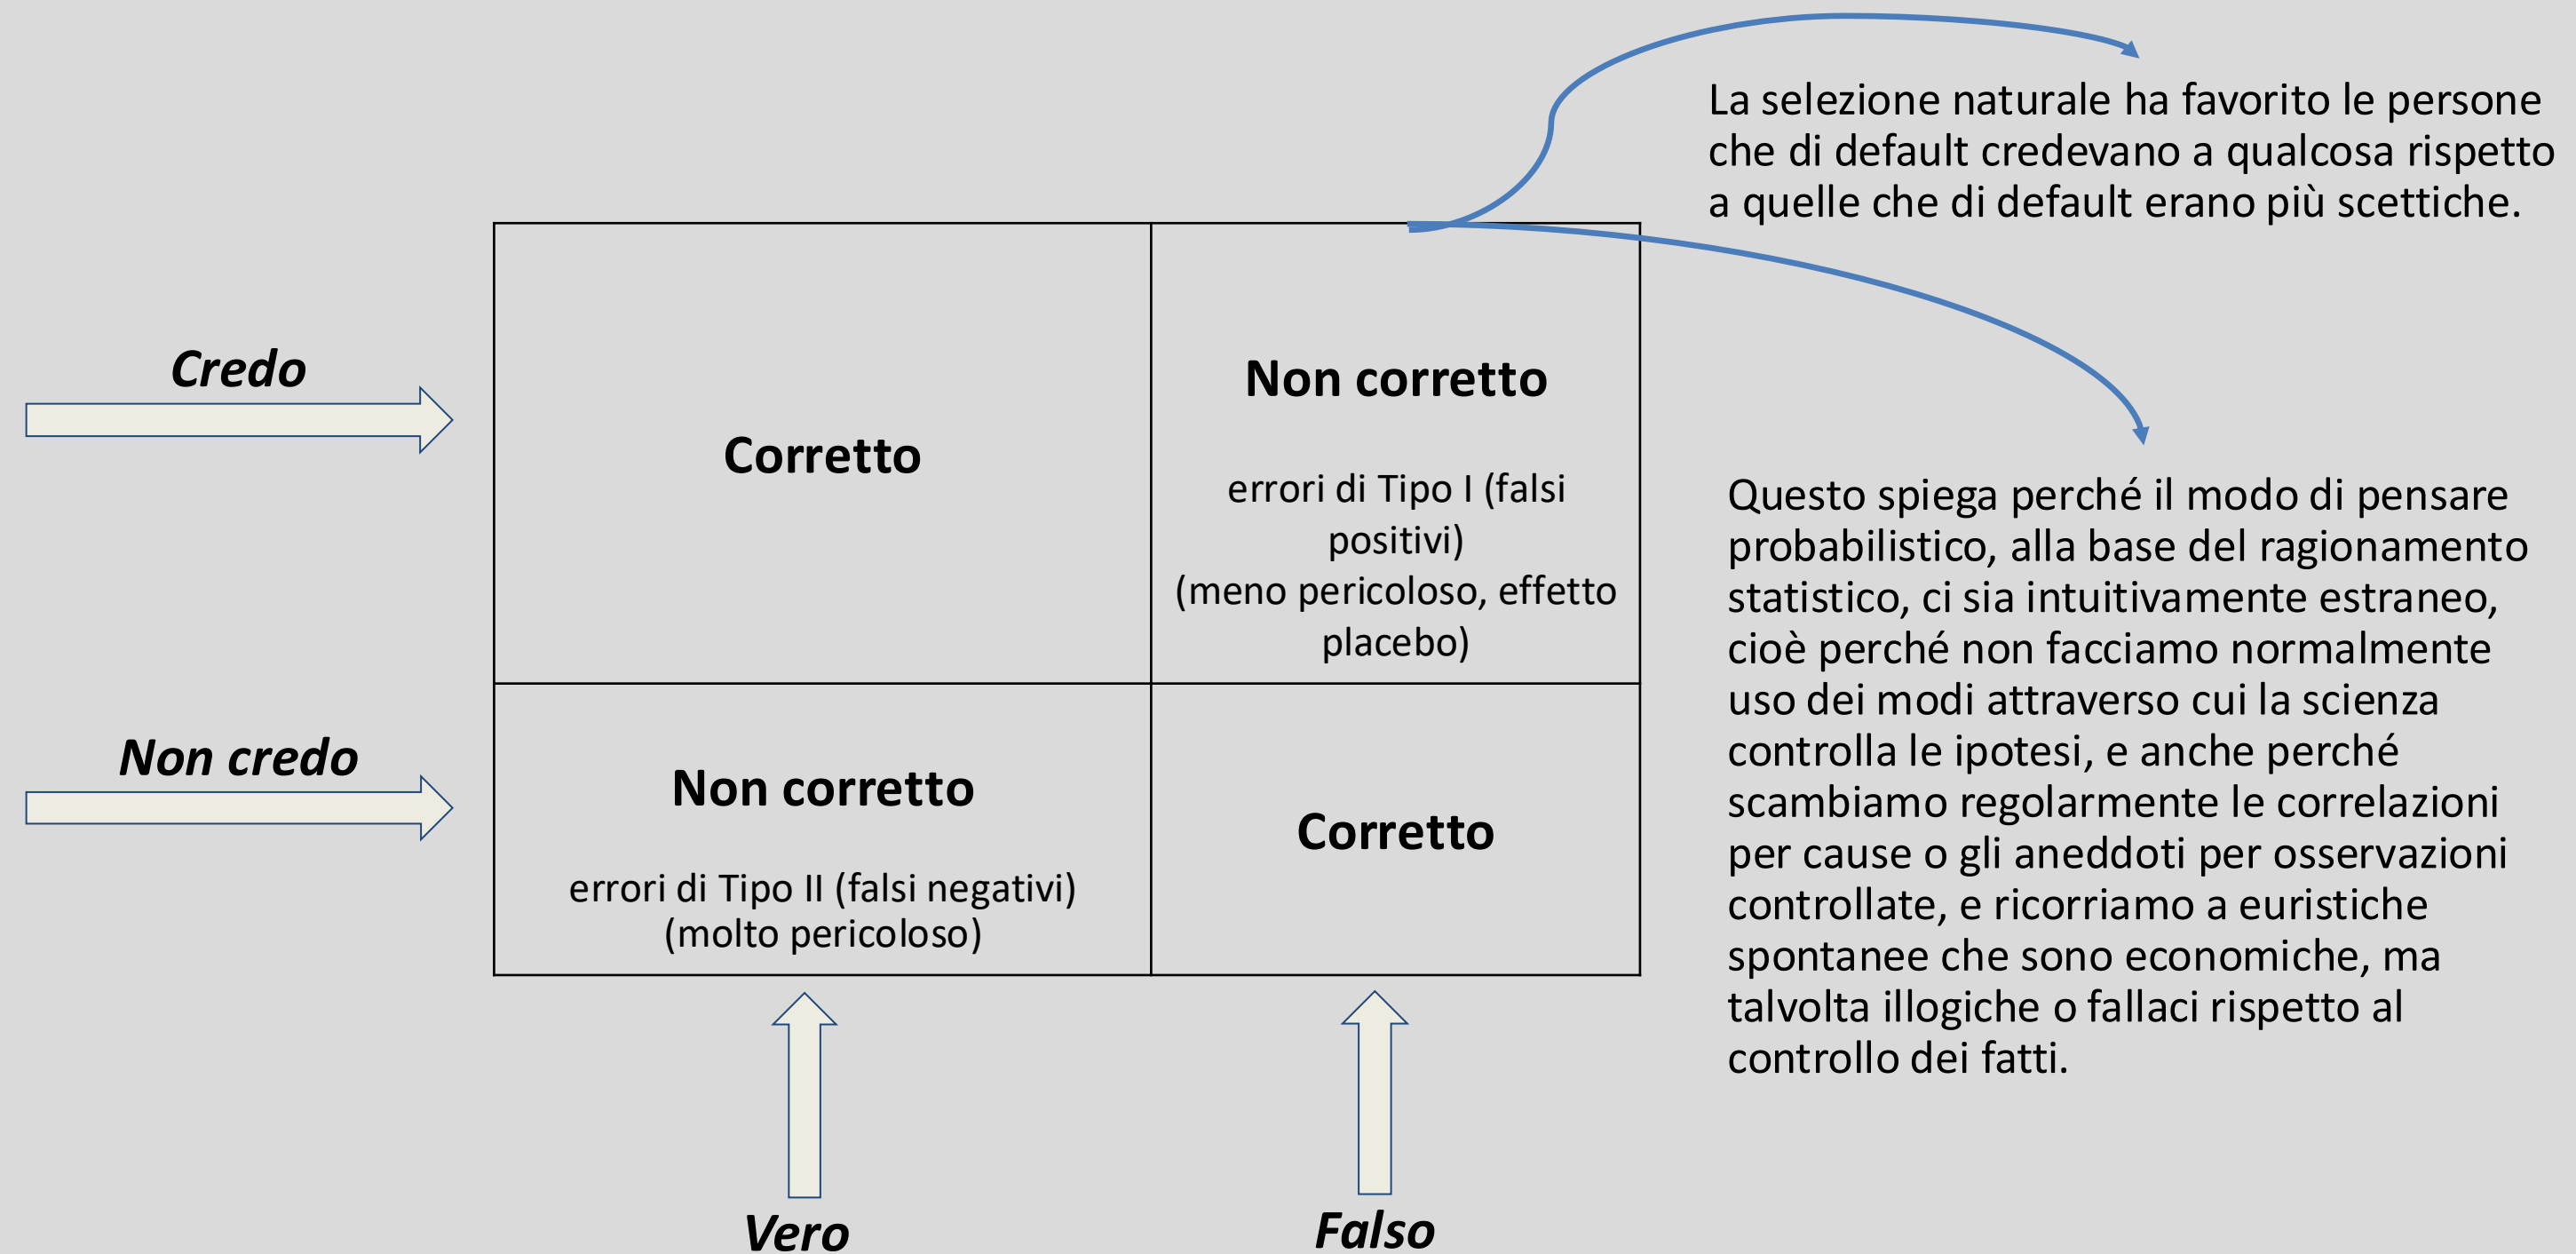 La selezione naturale ha favorito le persone
che di default credevano a qualcosa rispetto
a quelle che di default erano più scettiche.
Credo
Corretto
Non corretto
errori di Tipo I (falsi
positivi)
(meno pericoloso, effetto
placebo)
Non credo
Non corretto
errori di Tipo II (falsi negativi)
(molto pericoloso)
Corretto
Vero
Falso
Questo spiega perché il modo di pensare
probabilistico, alla base del ragionamento
statistico, ci sia intuitivamente estraneo,
cioè perché non facciamo normalmente
uso dei modi attraverso cui la scienza
controlla le ipotesi, e anche perché
scambiamo regolarmente le correlazioni
per cause o gli aneddoti per osservazioni
controllate, e ricorriamo a euristiche
spontanee che sono economiche, ma
talvolta illogiche o fallaci rispetto al
controllo dei fatti.